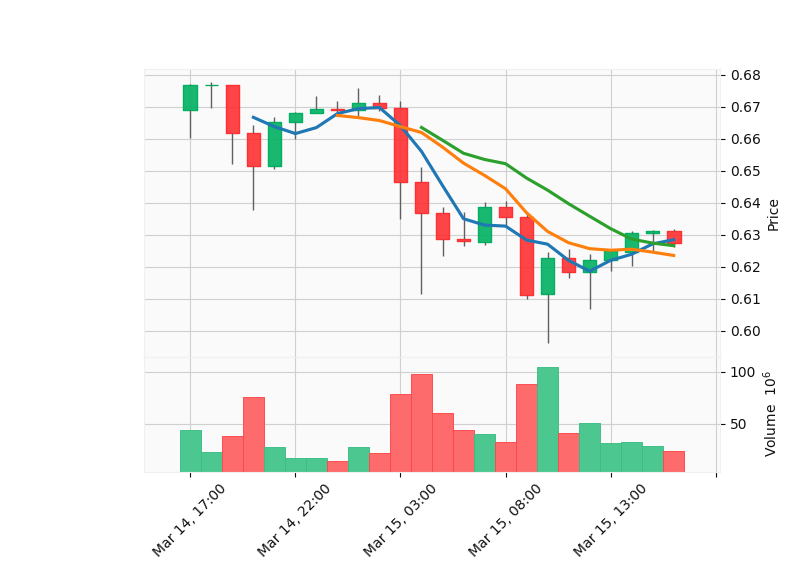 0.68
0.67
0.66
0.65
0.64
0.63
0.62
0.61
0.60
Price
100
50
Volume 10⁶
Mar 14, 17:00
Mar 14, 22:00
Mar 15, 03:00
Mar 15, 08:00
Mar 15, 13:00